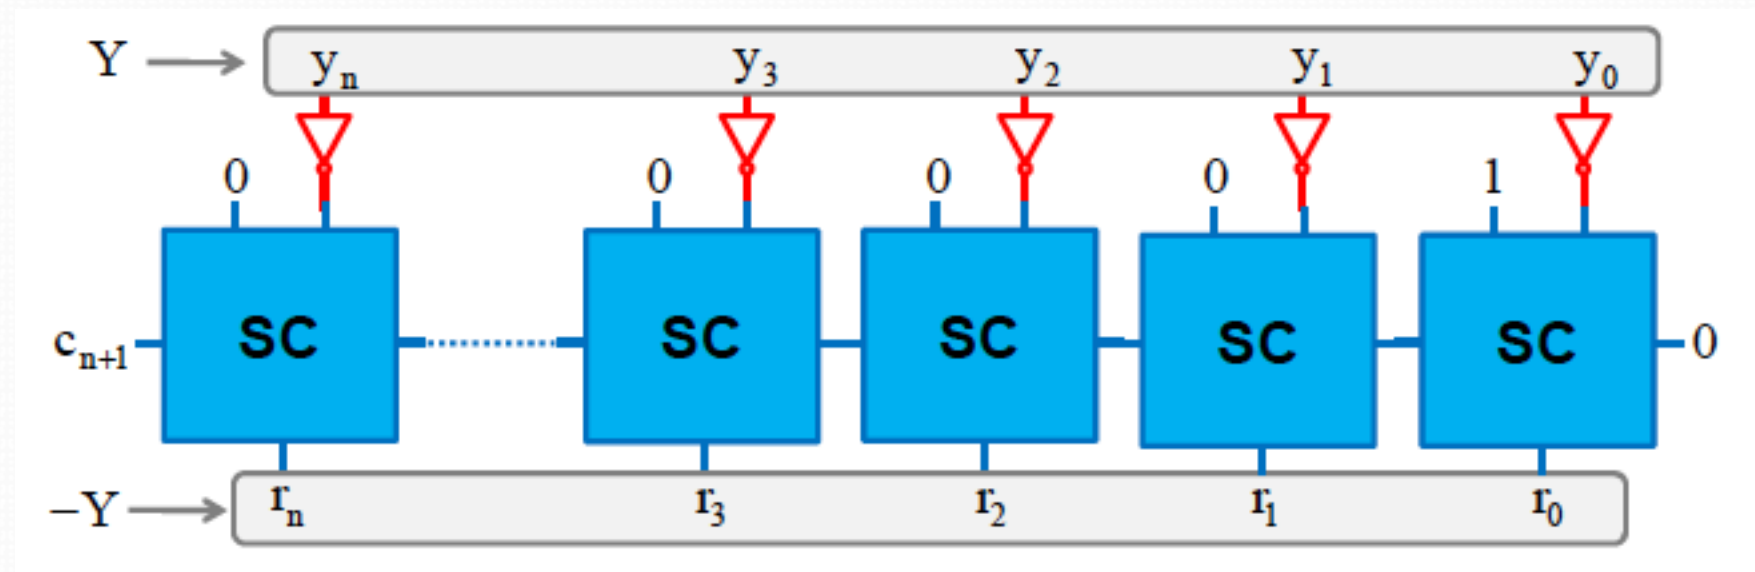 Y yₙ y₃ y₂ y₁ y₀
0 0 0 0 1
cₙ₊₁ SC SC SC SC SC 0
−Y rₙ r₃ r₂ r₁ r₀